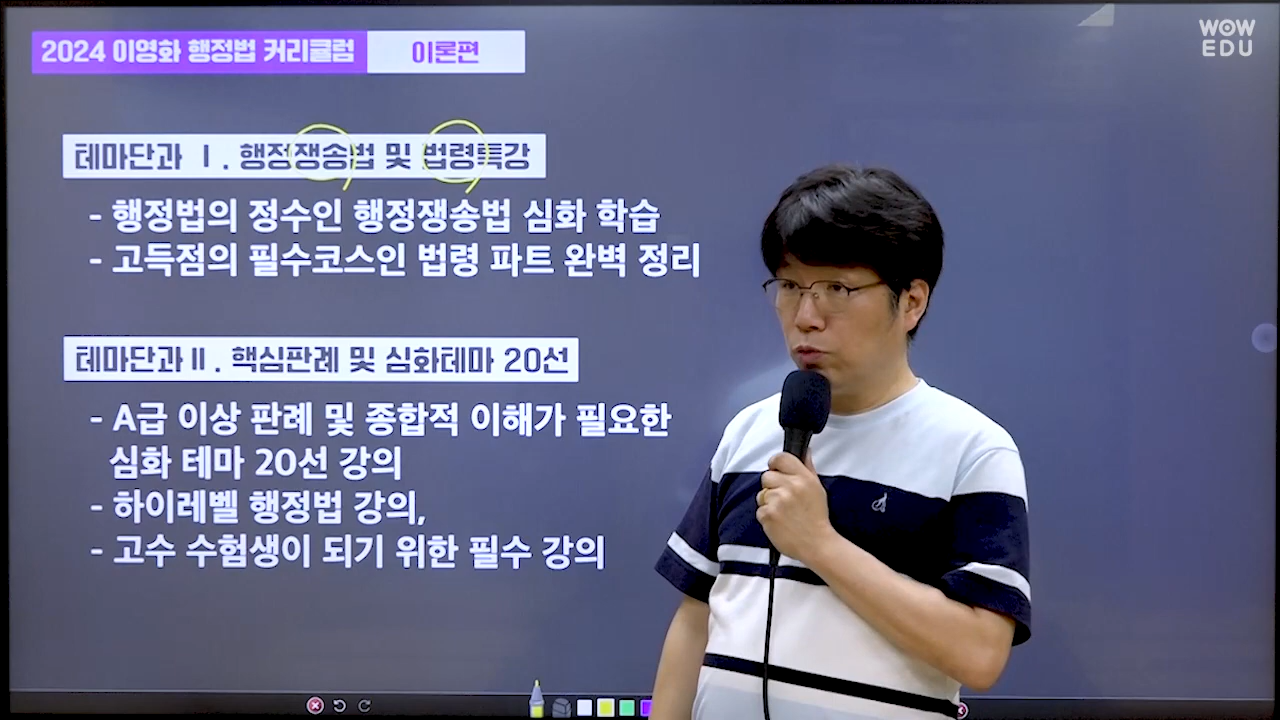 2024 이영화 행정법 커리큘럼 이론편
WOW
EDU
테마단과 Ⅰ. 행정쟁송법 및 법령특강
- 행정법의 정수인 행정쟁송법 심화 학습
- 고득점의 필수코스인 법령 파트 완벽 정리
테마단과Ⅱ. 핵심판례 및 심화테마 20선
- A급 이상 판례 및 종합적 이해가 필요한
심화 테마 20선 강의
- 하이레벨 행정법 강의,
- 고수 수험생이 되기 위한 필수 강의